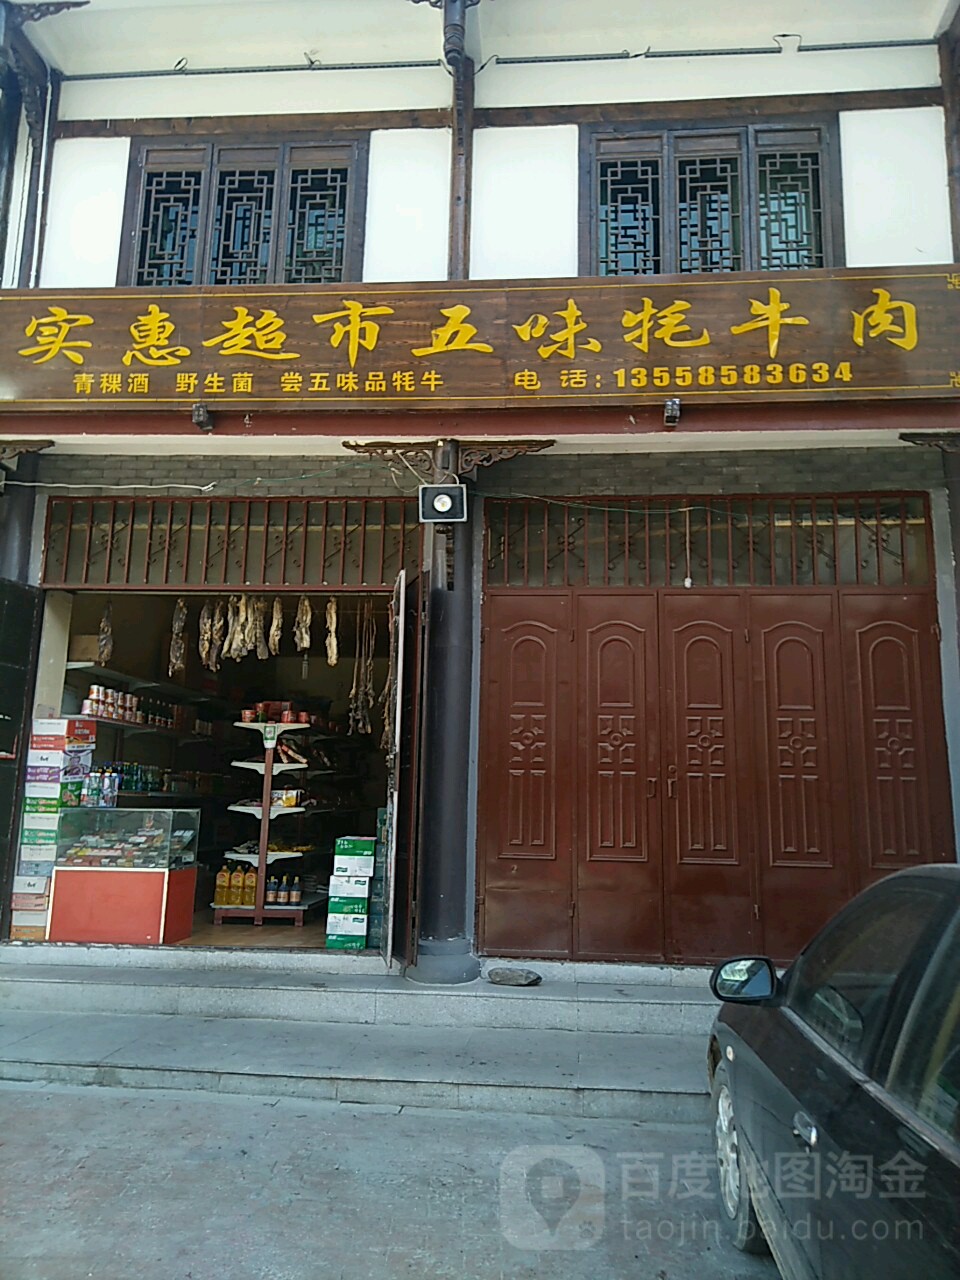 实惠超市五味牦牛肉
青稞酒 野生菌 尝五味品牦牛 电话:13558583634
百度地图淘金
taojin.baidu.com